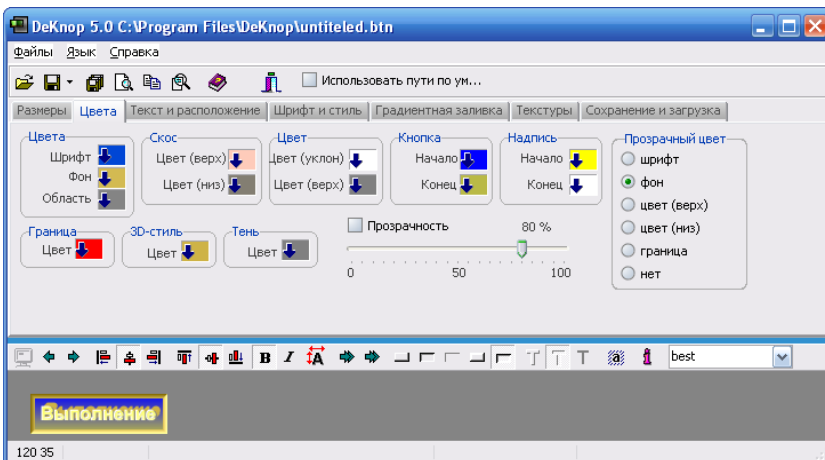 DeKnop 5.0 C:\Program Files\DeKnop\untiteled.btn
Файлы Язык Справка
Использовать пути по ум...
Размеры Цвета Текст и расположение Шрифт и стиль Градиентная заливка Текстуры Сохранение и загрузка
Цвета Скос Цвет Кнопка Надпись Прозрачный цвет
Шрифт Цвет (верх) Цвет (уклон) Начало Начало шрифт
Фон фон
Цвет (низ) Цвет (верх) Конец Конец
Область цвет (верх)
Граница 3D-стиль Тень Прозрачность 80 % цвет (низ)
Цвет Цвет Цвет граница
0 50 100 нет
B I A T T T a i best
Выполнение
120 35